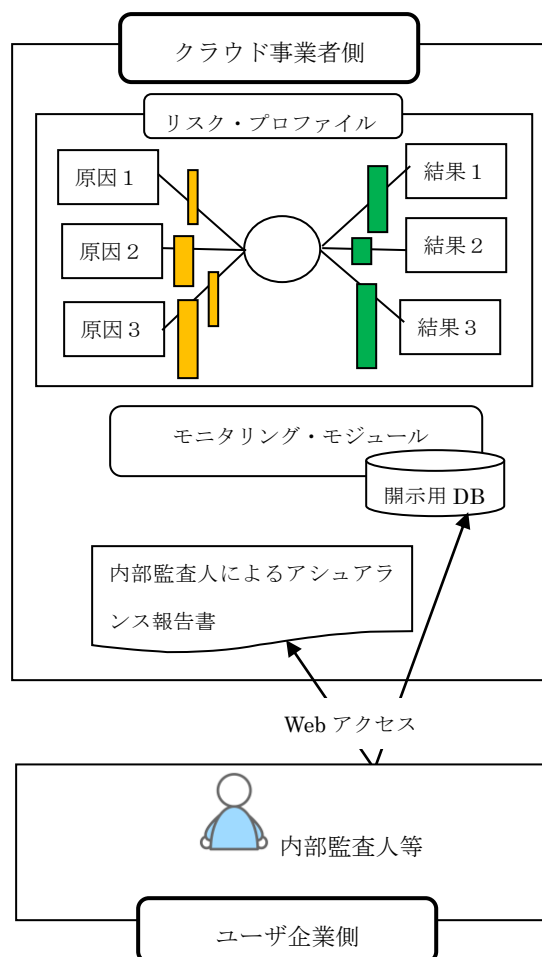 クラウド事業者側
リスク・プロファイル
原因１
結果１
原因２
結果２
原因３
結果３
モニタリング・モジュール
開示用 DB
内部監査人によるアシュアラ
ンス報告書
Web アクセス
内部監査人等
ユーザ企業側